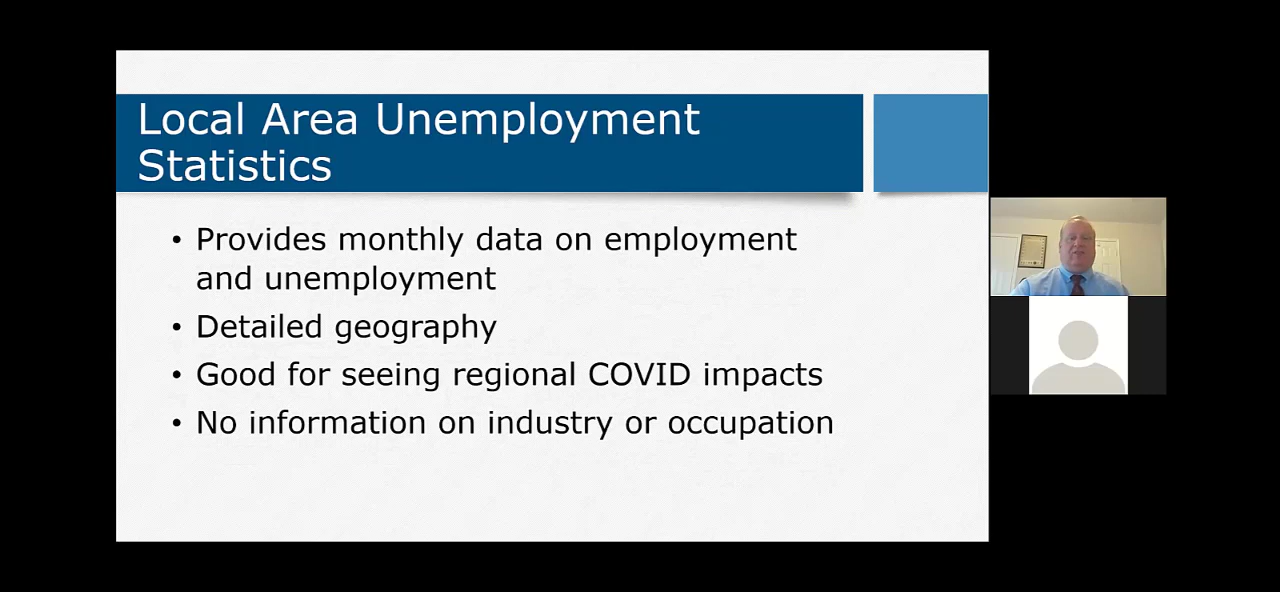 Local Area Unemployment
Statistics
• Provides monthly data on employment
and unemployment
• Detailed geography
• Good for seeing regional COVID impacts
• No information on industry or occupation